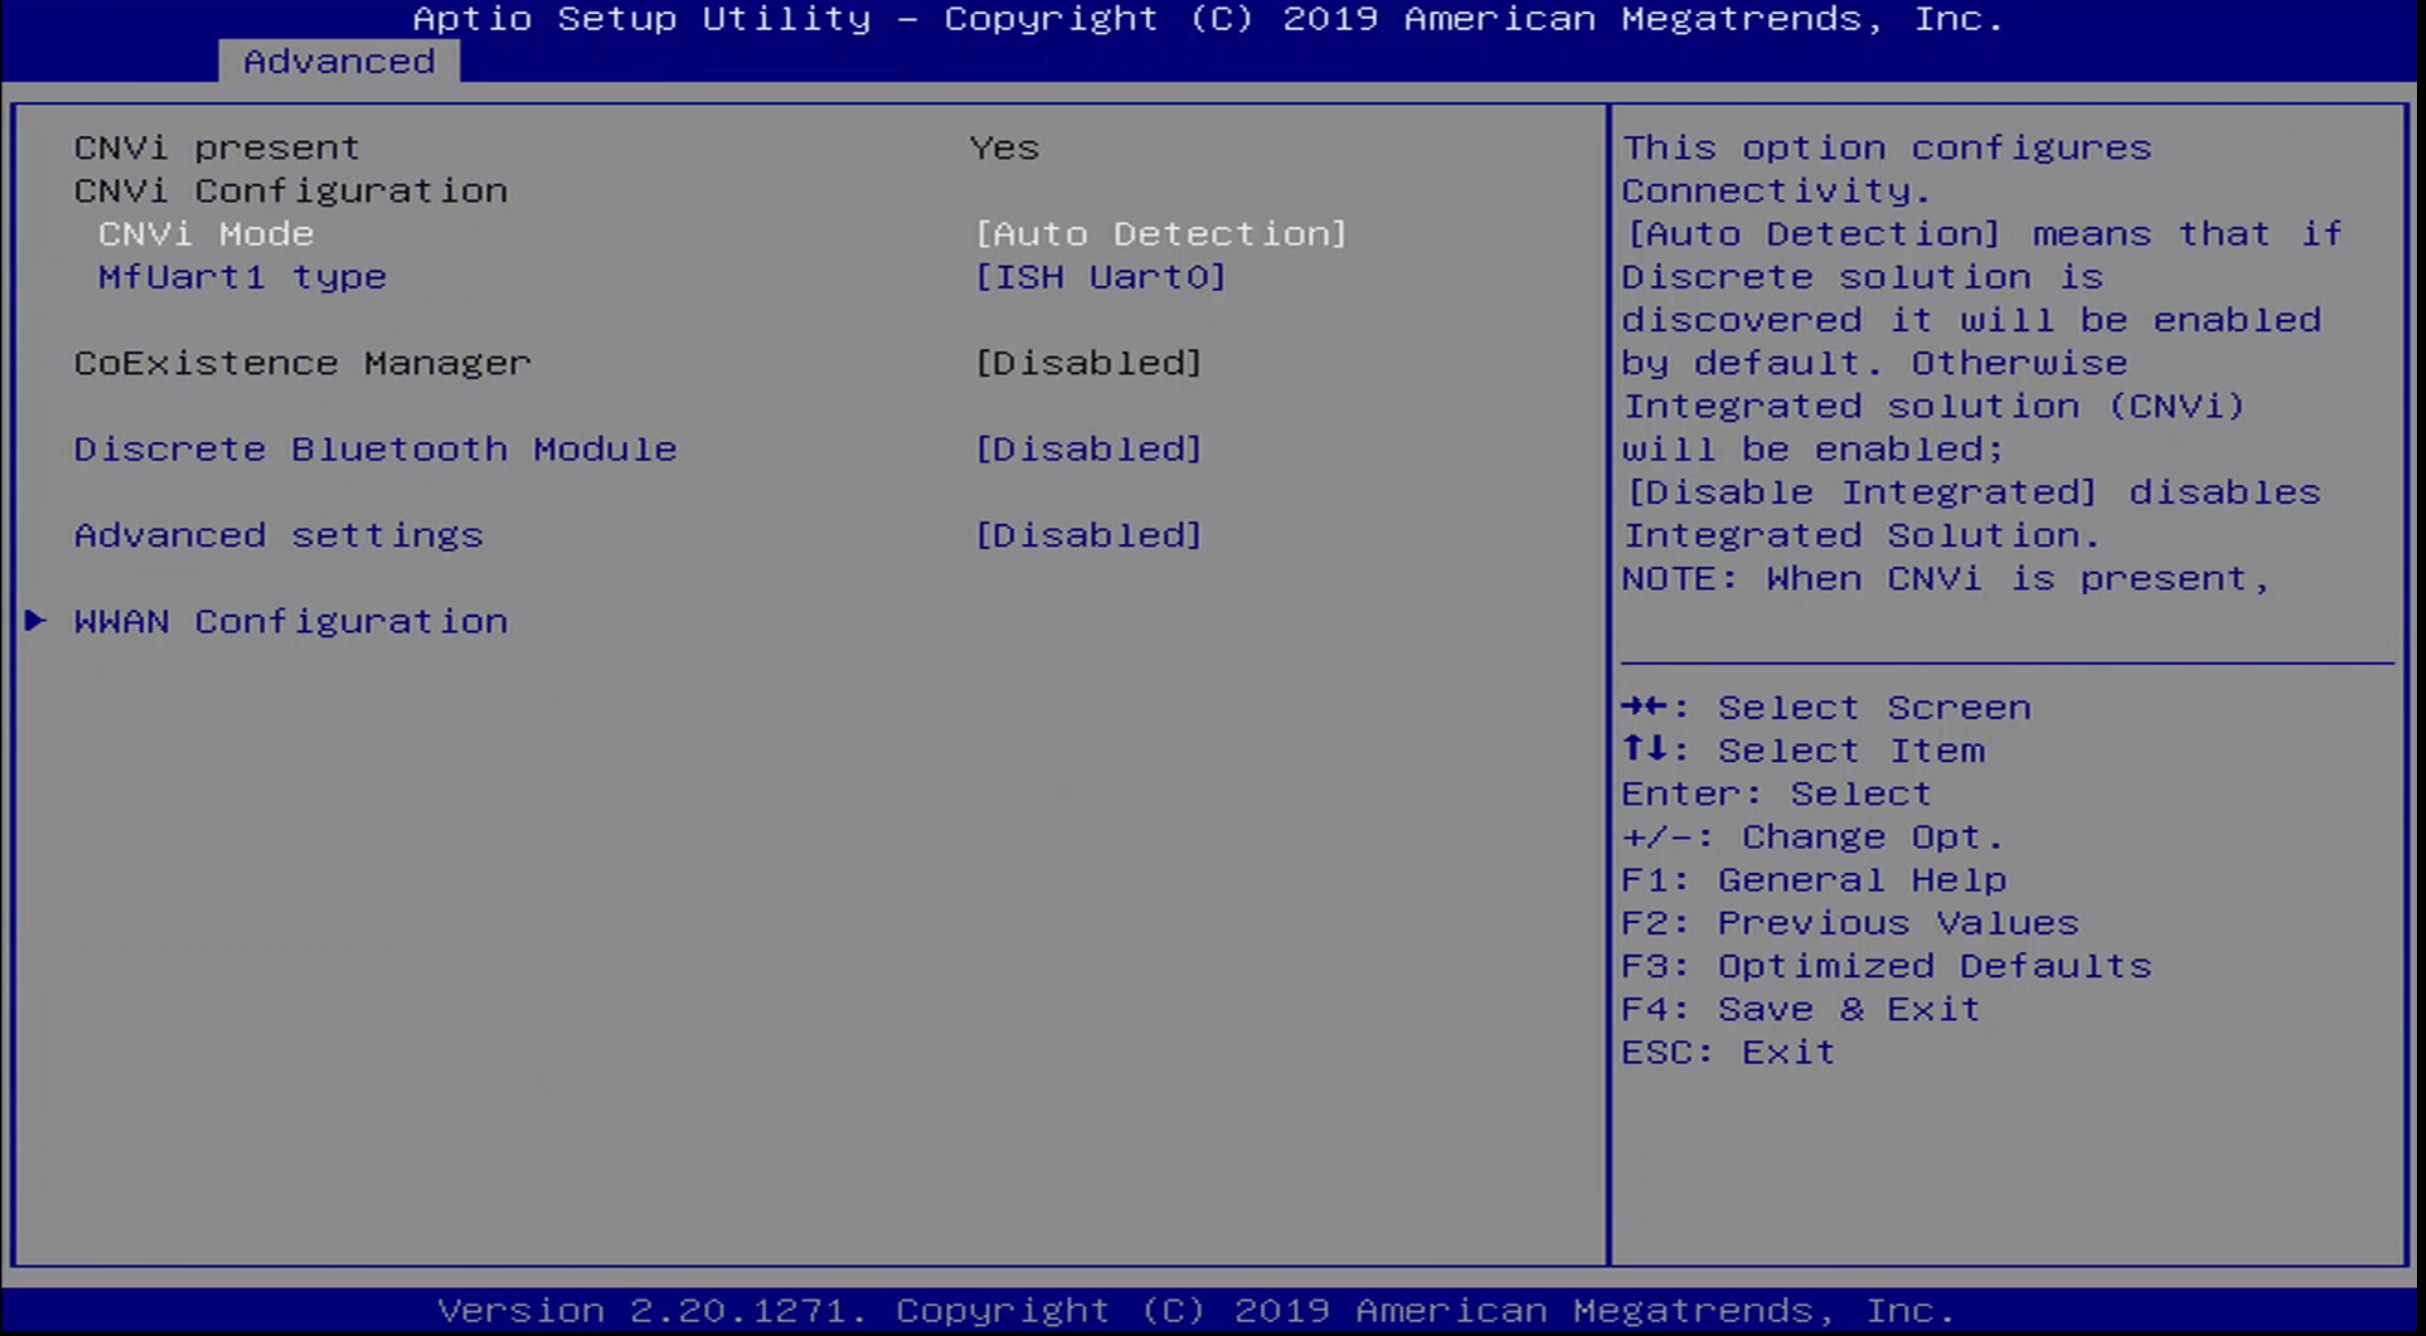 Aptio Setup Utility – Copyright (C) 2019 American Megatrends, Inc.
Advanced
CNVi present Yes
CNVi Configuration
CNVi Mode [Auto Detection]
MfUart1 type [ISH Uart0]
CoExistence Manager [Disabled]
Discrete Bluetooth Module [Disabled]
Advanced settings [Disabled]
WWAN Configuration
This option configures
Connectivity.
[Auto Detection] means that if
Discrete solution is
discovered it will be enabled
by default. Otherwise
Integrated solution (CNVi)
will be enabled;
[Disable Integrated] disables
Integrated Solution.
NOTE: When CNVi is present,
→←: Select Screen
↑↓: Select Item
Enter: Select
+/-: Change Opt.
F1: General Help
F2: Previous Values
F3: Optimized Defaults
F4: Save & Exit
ESC: Exit
Version 2.20.1271. Copyright (C) 2019 American Megatrends, Inc.